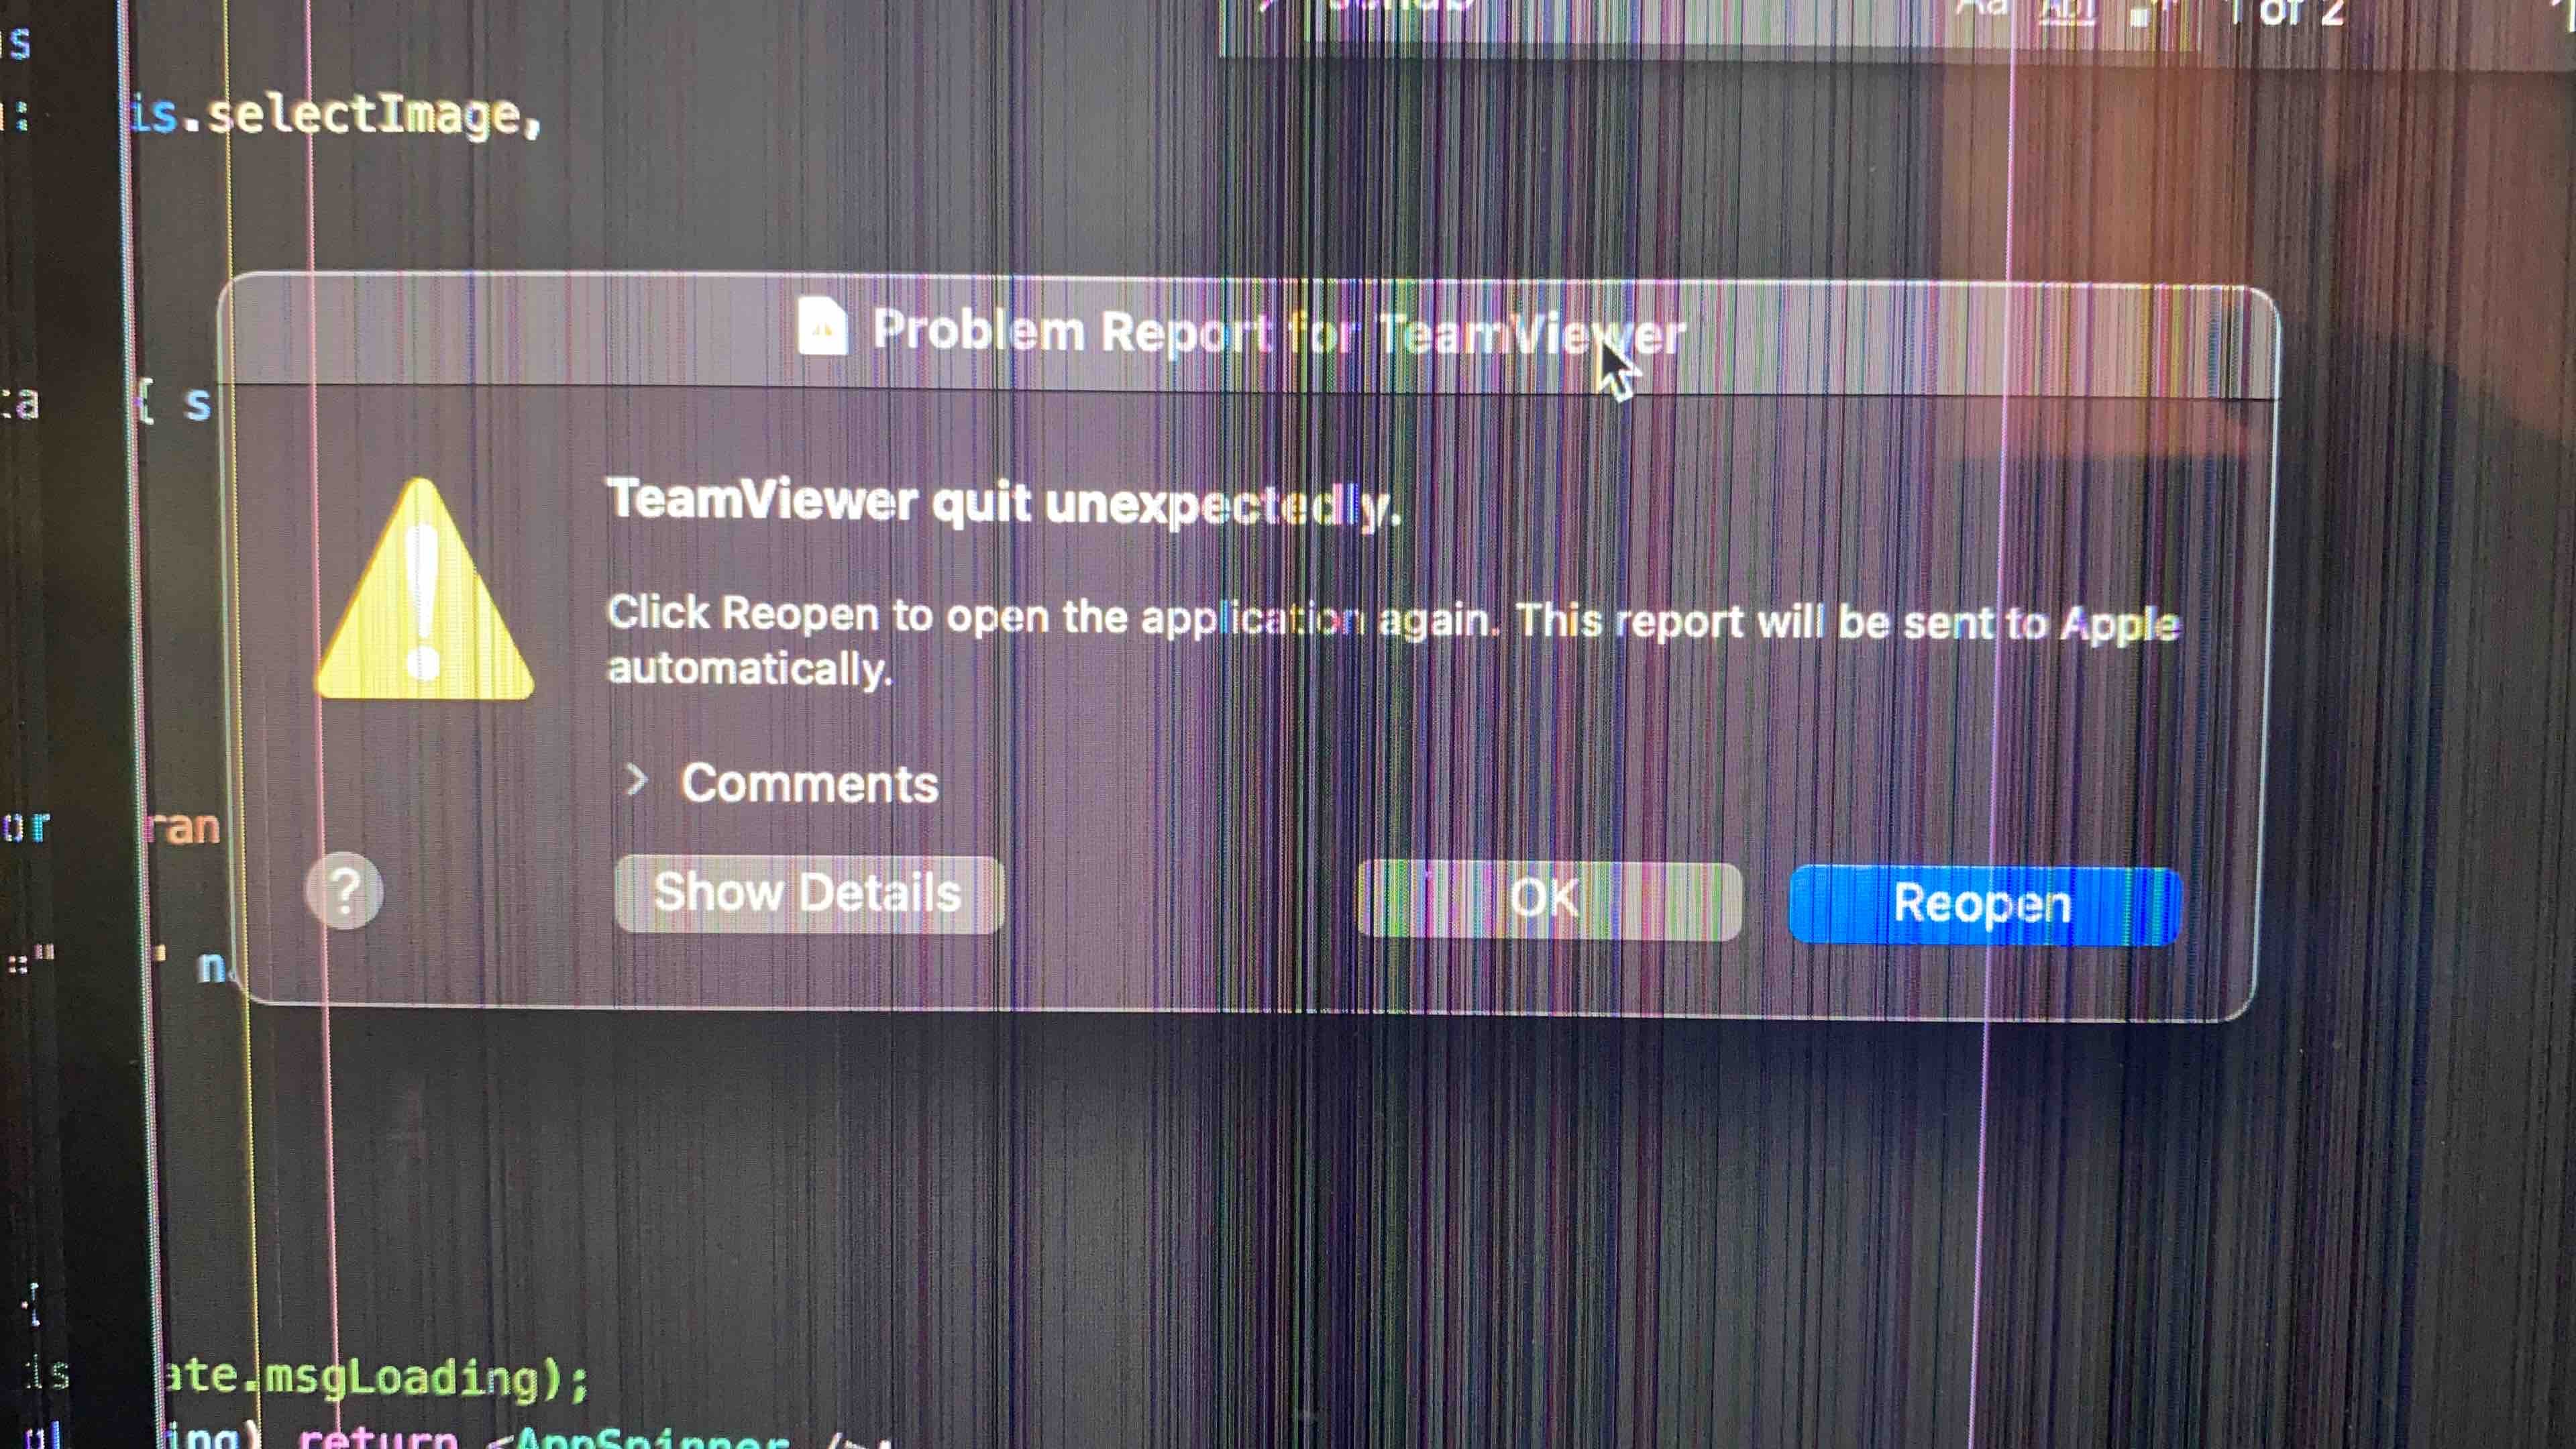 1 of 2
is.selectImage,
{ s
Problem Report for TeamViewer
TeamViewer quit unexpectedly.
Click Reopen to open the application again. This report will be sent to Apple
automatically.
> Comments
or ran
? Show Details OK Reopen
=" " n
{
is ate.msgLoading);
ing) return <AppSpinner />;